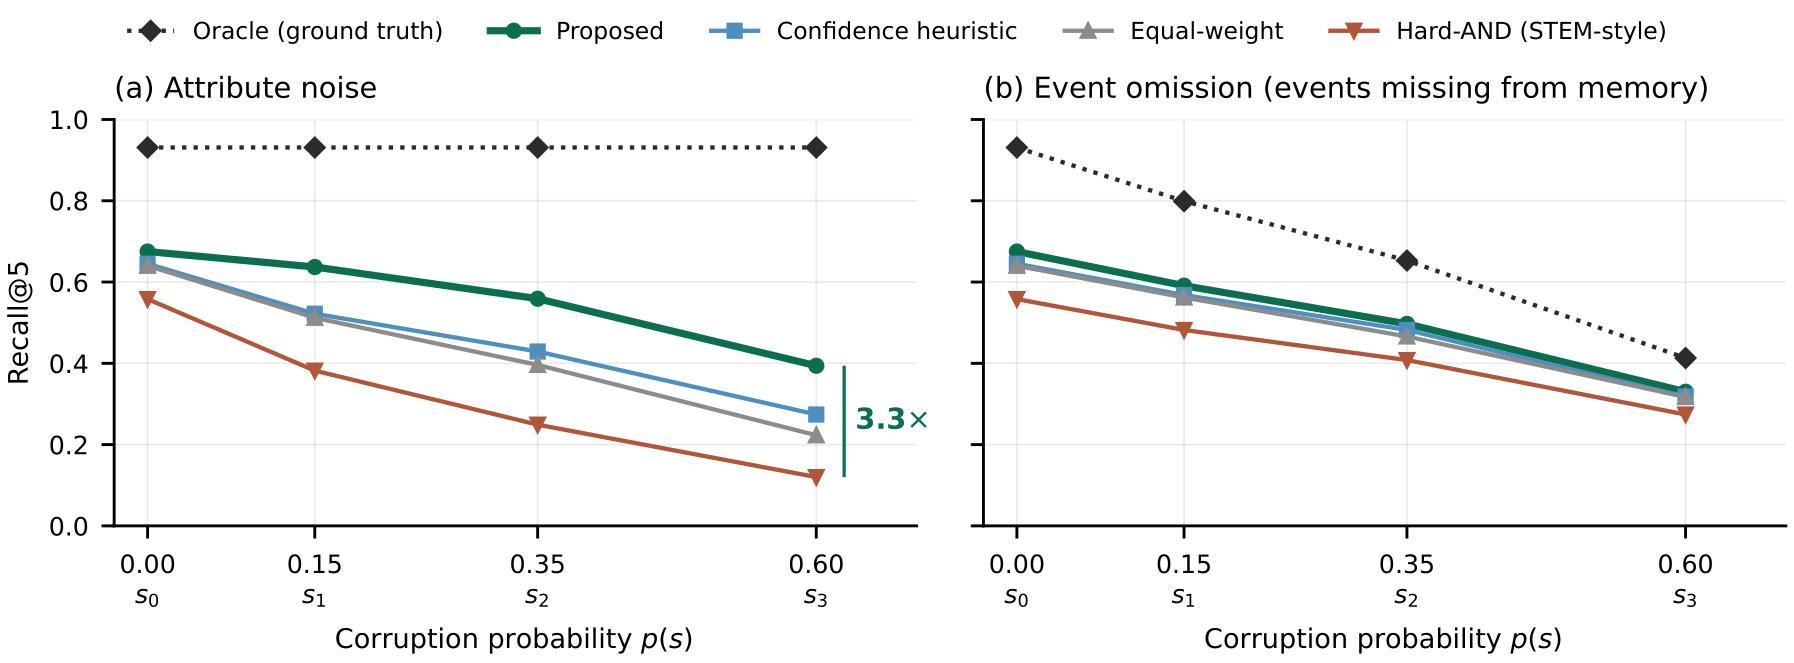 Oracle (ground truth) Proposed Confidence heuristic Equal-weight Hard-AND (STEM-style)
(a) Attribute noise
Recall@5
1.0
0.8
0.6
0.4
0.2
0.0
3.3×
0.00 0.15 0.35 0.60
s₀ s₁ s₂ s₃
Corruption probability p(s)
(b) Event omission (events missing from memory)
0.00 0.15 0.35 0.60
s₀ s₁ s₂ s₃
Corruption probability p(s)